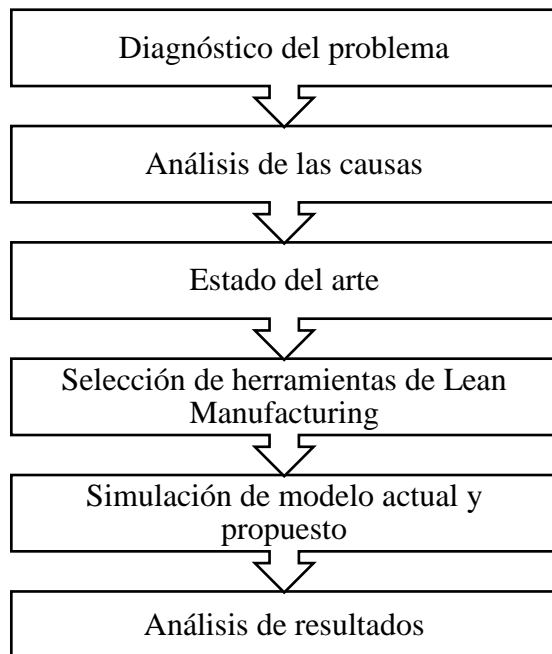 Diagnóstico del problema
Análisis de las causas
Estado del arte
Selección de herramientas de Lean
Manufacturing
Simulación de modelo actual y
propuesto
Análisis de resultados